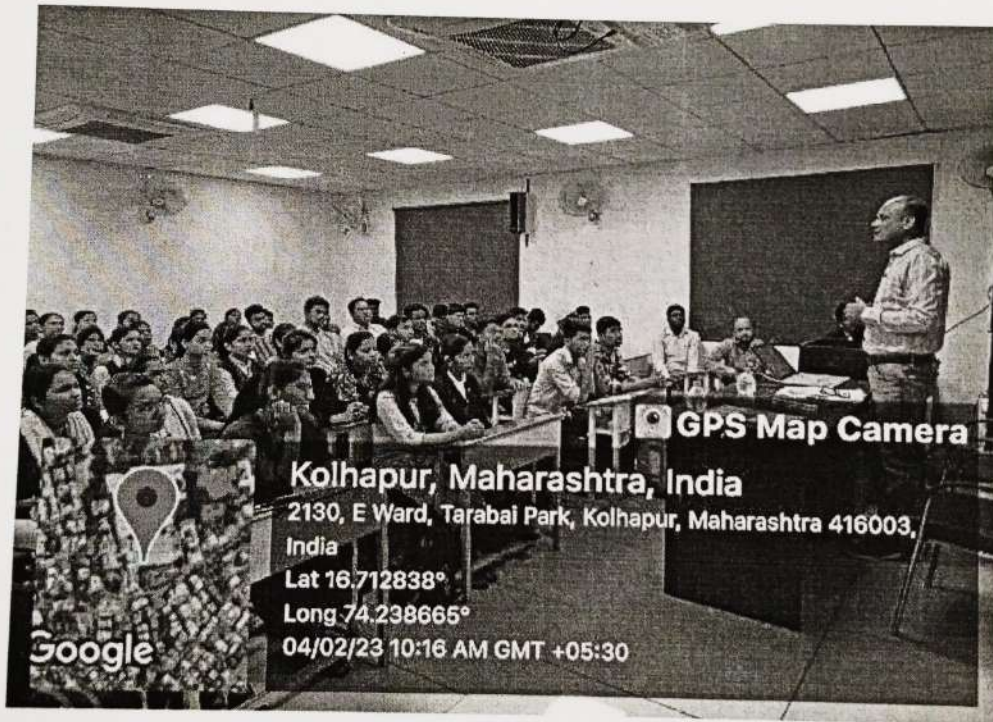 GPS Map Camera
Kolhapur, Maharashtra, India
2130, E Ward, Tarabai Park, Kolhapur, Maharashtra 416003,
India
Lat 16.712838°
Long 74.238665°
04/02/23 10:16 AM GMT +05:30
Google